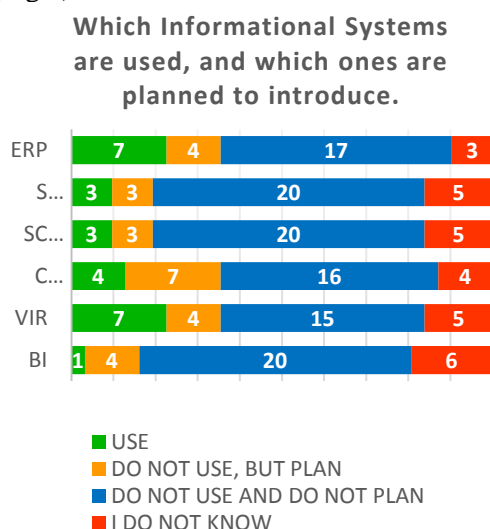 Which Informational Systems
are used, and which ones are
planned to introduce.
ERP 7 4 17 3
S... 3 3 20 5
SC... 3 3 20 5
C... 4 7 16 4
VIR 7 4 15 5
BI 1 4 20 6
USE
DO NOT USE, BUT PLAN
DO NOT USE AND DO NOT PLAN
I DO NOT KNOW